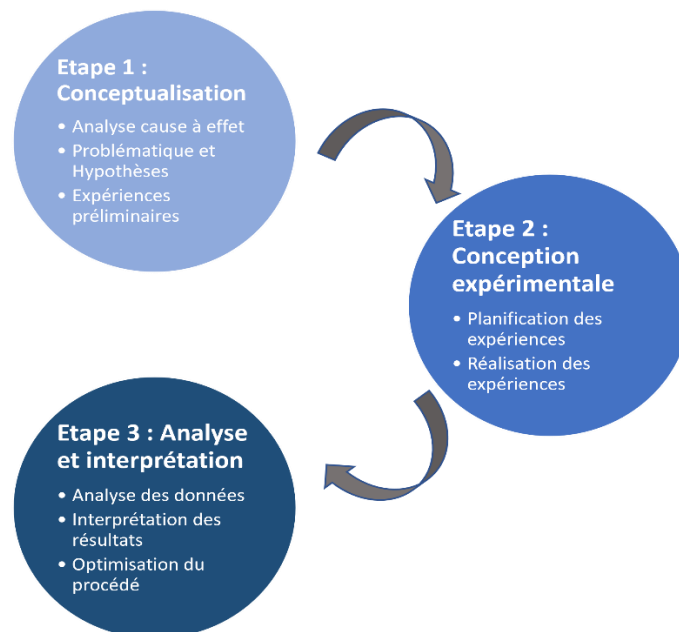 Etape 1 :
Conceptualisation
• Analyse cause à effet
• Problématique et
Hypothèses
• Expériences
préliminaires
Etape 2 :
Conception
expérimentale
• Planification des
expériences
• Réalisation des
expériences
Etape 3 : Analyse
et interprétation
• Analyse des données
• Interprétation des
résultats
• Optimisation du
procédé